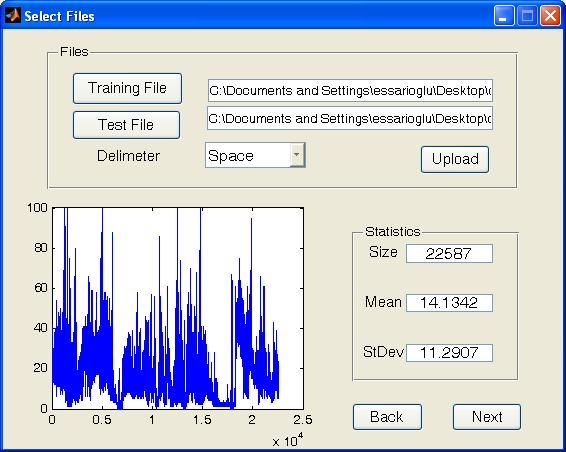 Select Files
Files
Training File
C:\Documents and Settings\essarioglu\Desktop\
Test File
C:\Documents and Settings\essarioglu\Desktop\
Delimeter
Space
Upload
100
80
60
40
20
0
0 0.5 1 1.5 2 2.5
x 10⁴
Statistics
Size 22587
Mean 14.1342
StDev 11.2907
Back Next